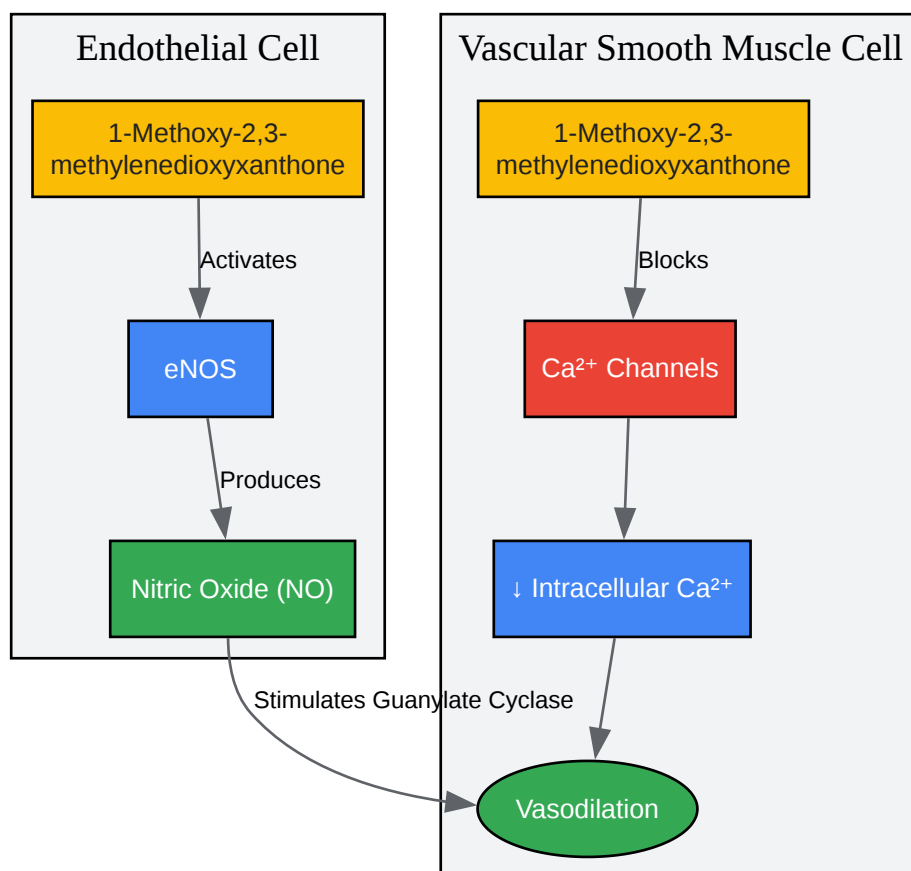 Endothelial Cell
1-Methoxy-2,3-
methylenedioxyxanthone
Activates
eNOS
Produces
Nitric Oxide (NO)
Stimulates Guanylate Cyclase
Vascular Smooth Muscle Cell
1-Methoxy-2,3-
methylenedioxyxanthone
Blocks
Ca²⁺ Channels
↓ Intracellular Ca²⁺
Vasodilation